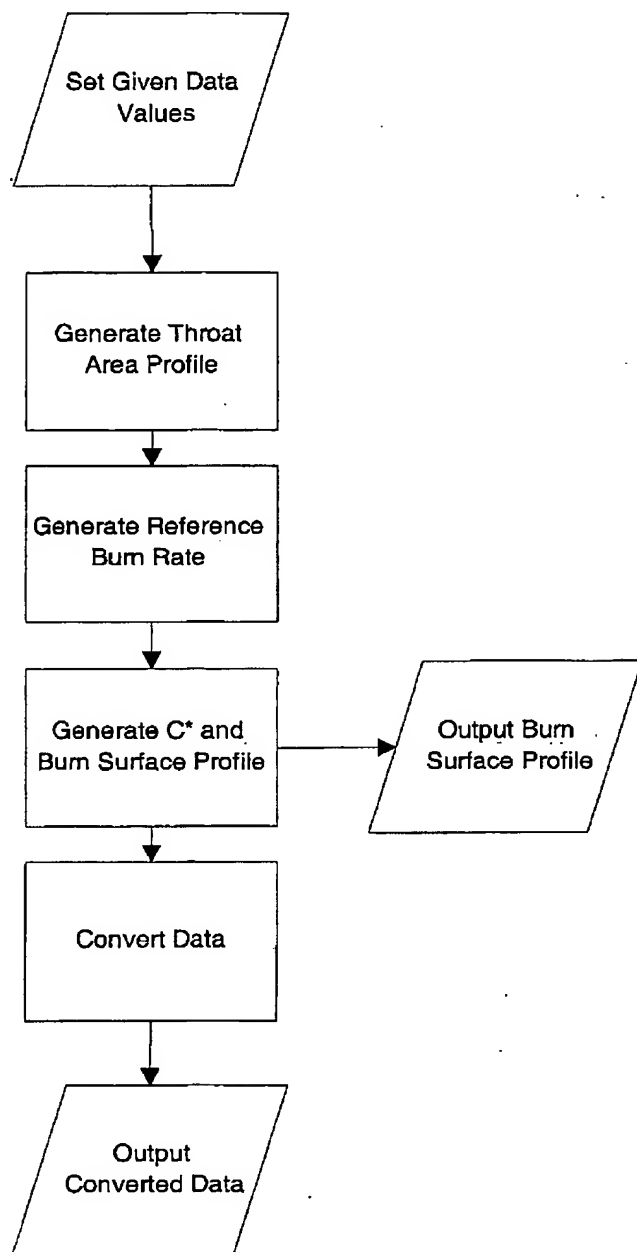 Set Given Data
Values
Generate Throat
Area Profile
Generate Reference
Burn Rate
Generate C* and
Burn Surface Profile
Output Burn
Surface Profile
Convert Data
Output
Converted Data